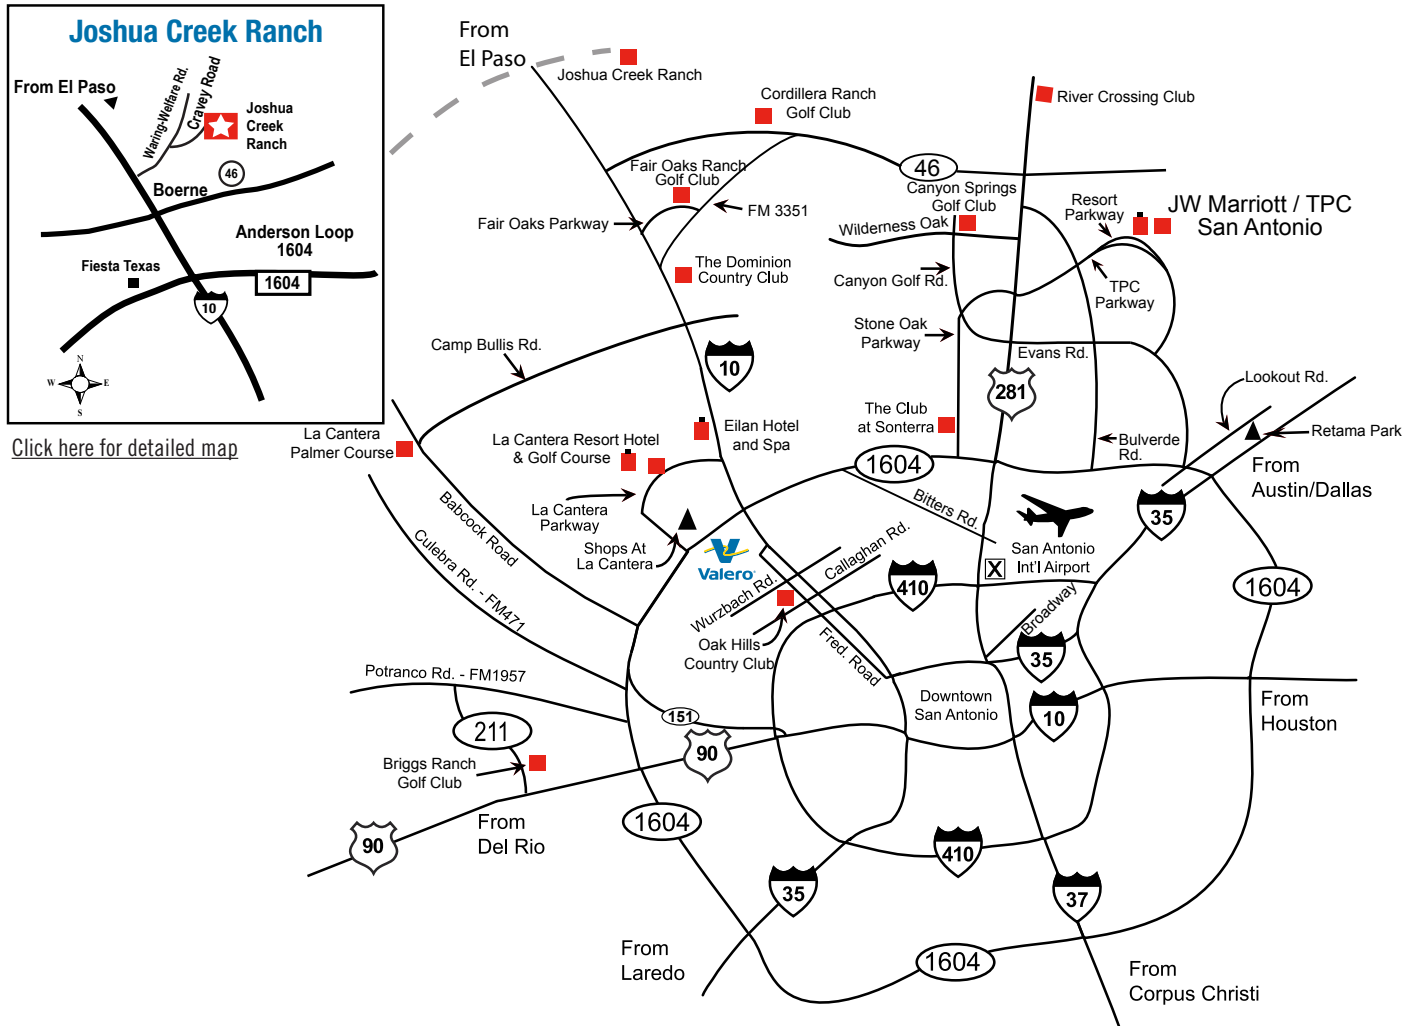 Joshua Creek Ranch
From El Paso
Waring-Welfare Rd.
Cravey Road
Joshua
Creek
Ranch
46
Boerne
Anderson Loop
1604
Fiesta Texas
1604
10
N
W
E
S
Click here for detailed map
From
El Paso
Joshua Creek Ranch
Cordillera Ranch
Golf Club
River Crossing Club
46
Fair Oaks Ranch
Golf Club
FM 3351
Fair Oaks Parkway
Canyon Springs
Golf Club
Wilderness Oak
Resort
Parkway
JW Marriott / TPC
San Antonio
The Dominion
Country Club
Canyon Golf Rd.
TPC
Parkway
Stone Oak
Parkway
Evans Rd.
Camp Bullis Rd.
10
281
Lookout Rd.
Retama Park
La Cantera
Palmer Course
La Cantera Resort Hotel
& Golf Course
Eilan Hotel
and Spa
The Club
at Sonterra
1604
Bulverde
Rd.
From
Austin/Dallas
La Cantera
Parkway
Bitters Rd.
35
Babcock Road
Shops At
La Cantera
Valero
Callaghan Rd.
San Antonio
Int'l Airport
X
Culebra Rd. - FM471
Wurzbach Rd.
410
1604
Broadway
Oak Hills
Country Club
Fred. Road
35
Potranco Rd. - FM1957
Downtown
San Antonio
151
10
From
Houston
211
90
Briggs Ranch
Golf Club
From
Del Rio
1604
90
410
35
37
From
Laredo
1604
From
Corpus Christi